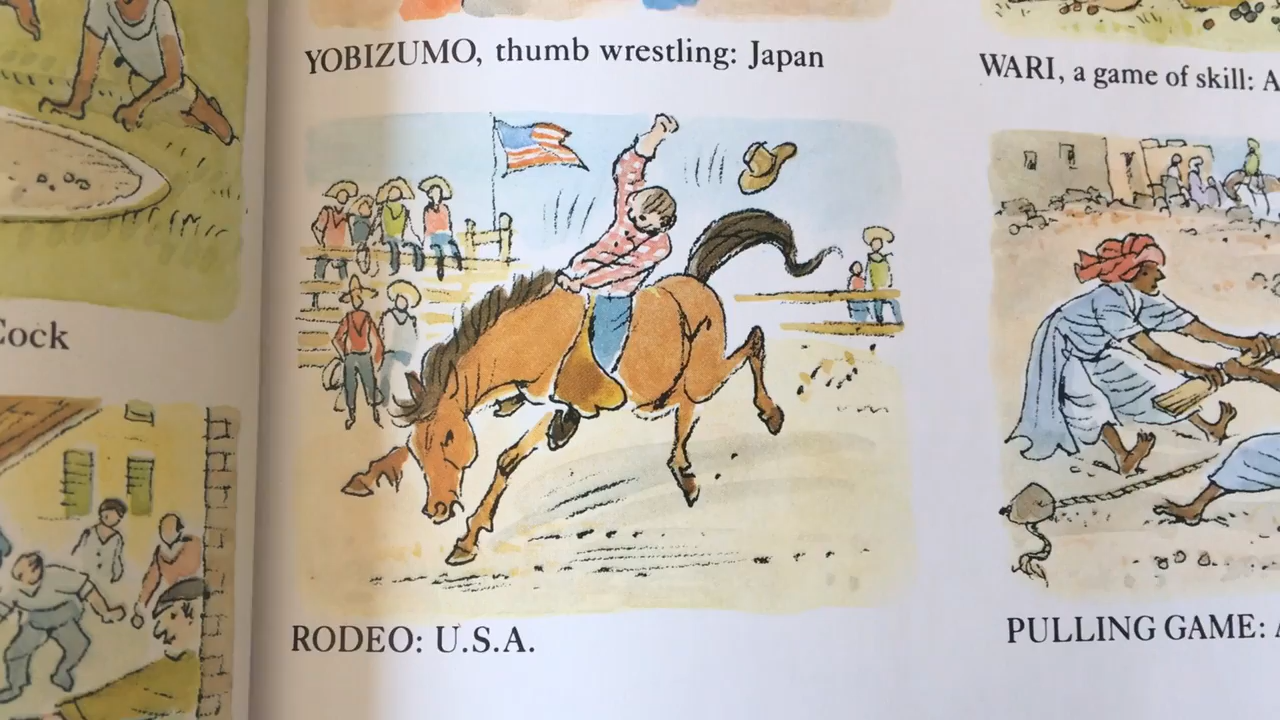 YOBIZUMO, thumb wrestling: Japan
WARI, a game of skill:
Cock
RODEO: U.S.A.
PULLING GAME: